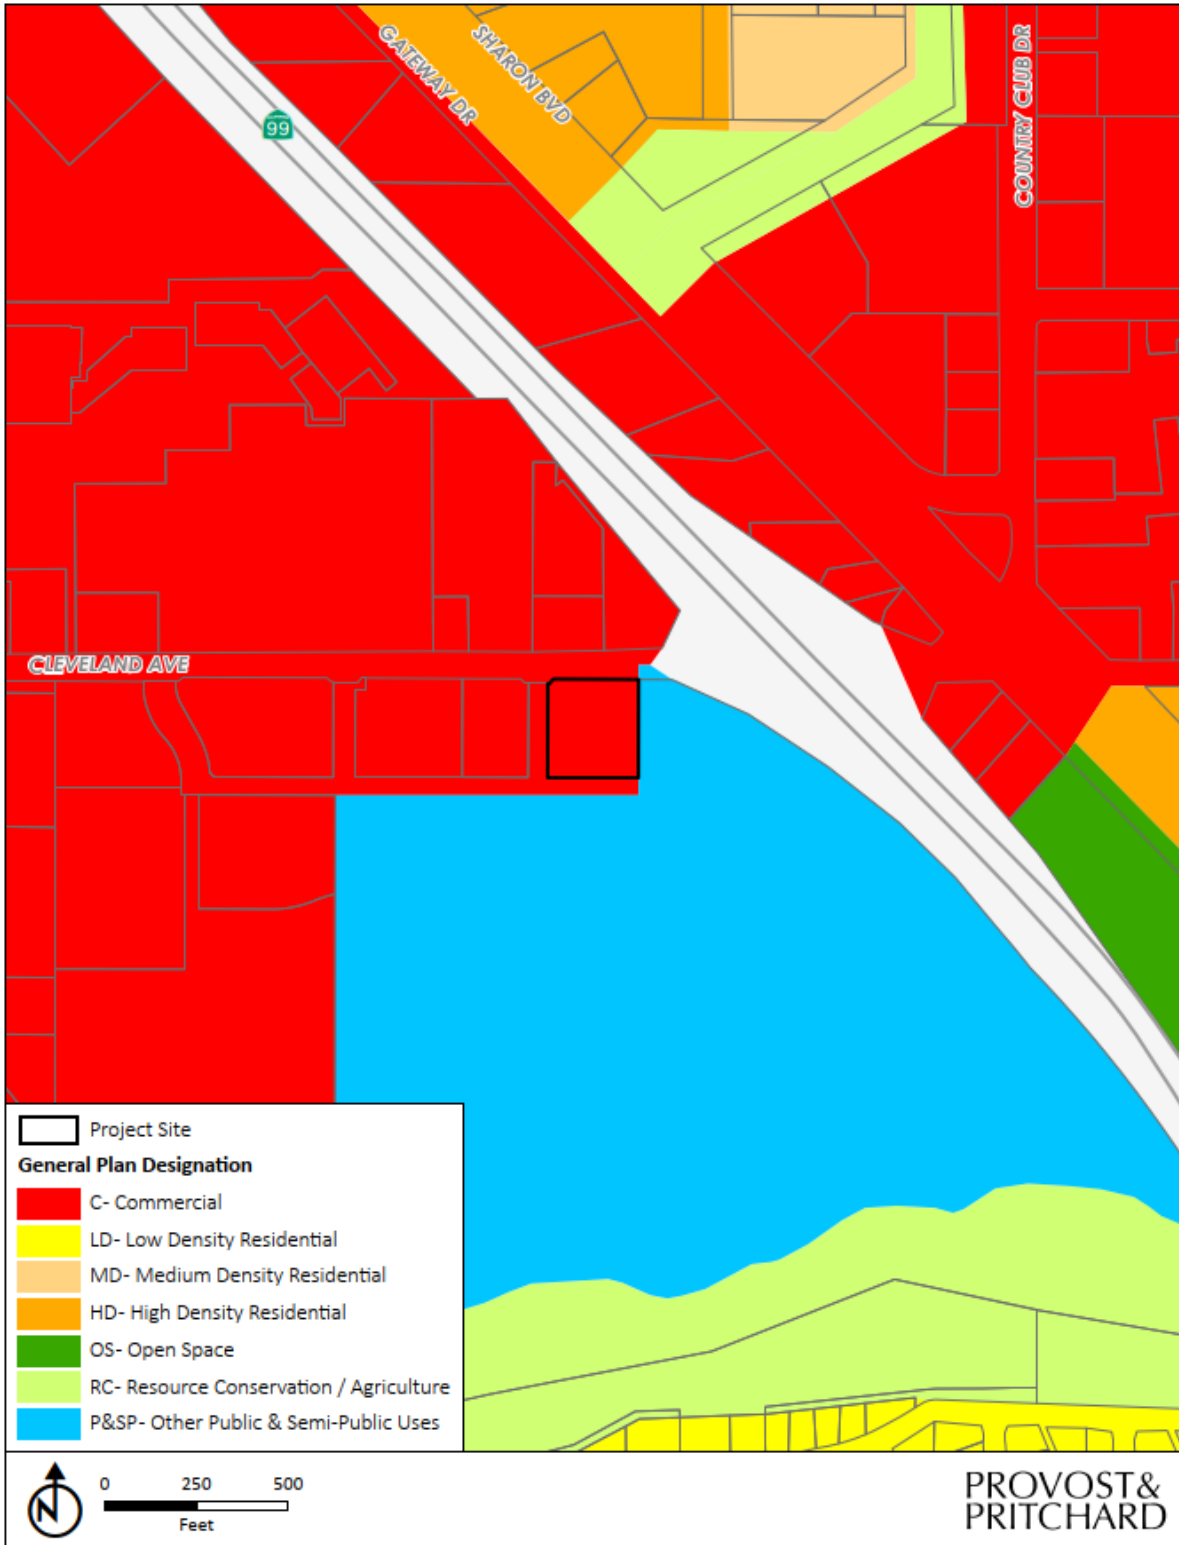 GATEWAY DR
SHARON BVD
COUNTRY CLUB DR
99
CLEVELAND AVE
Project Site
General Plan Designation
C- Commercial
LD- Low Density Residential
MD- Medium Density Residential
HD- High Density Residential
OS- Open Space
RC- Resource Conservation / Agriculture
P&SP- Other Public & Semi-Public Uses
N
0 250 500
Feet
PROVOST&
PRITCHARD